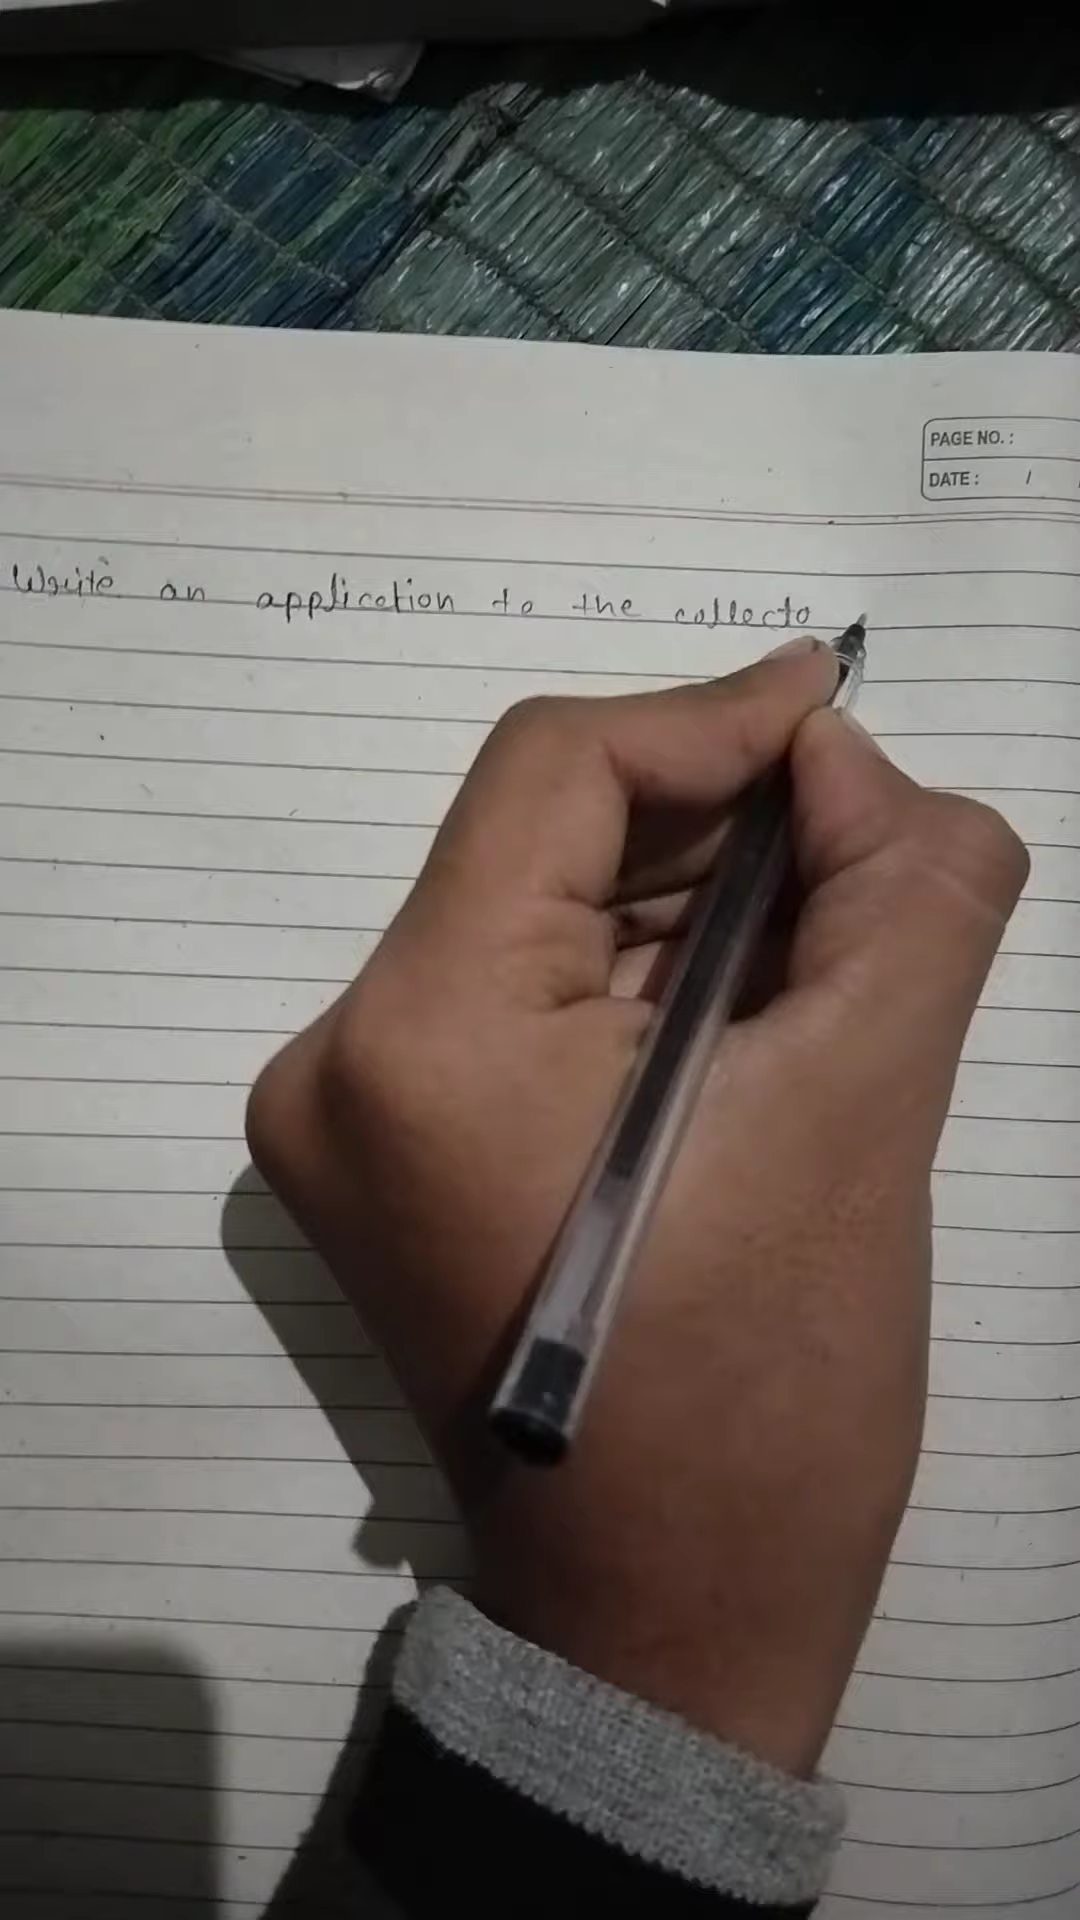 PAGE NO. :
DATE : /
Write an application to the collecto